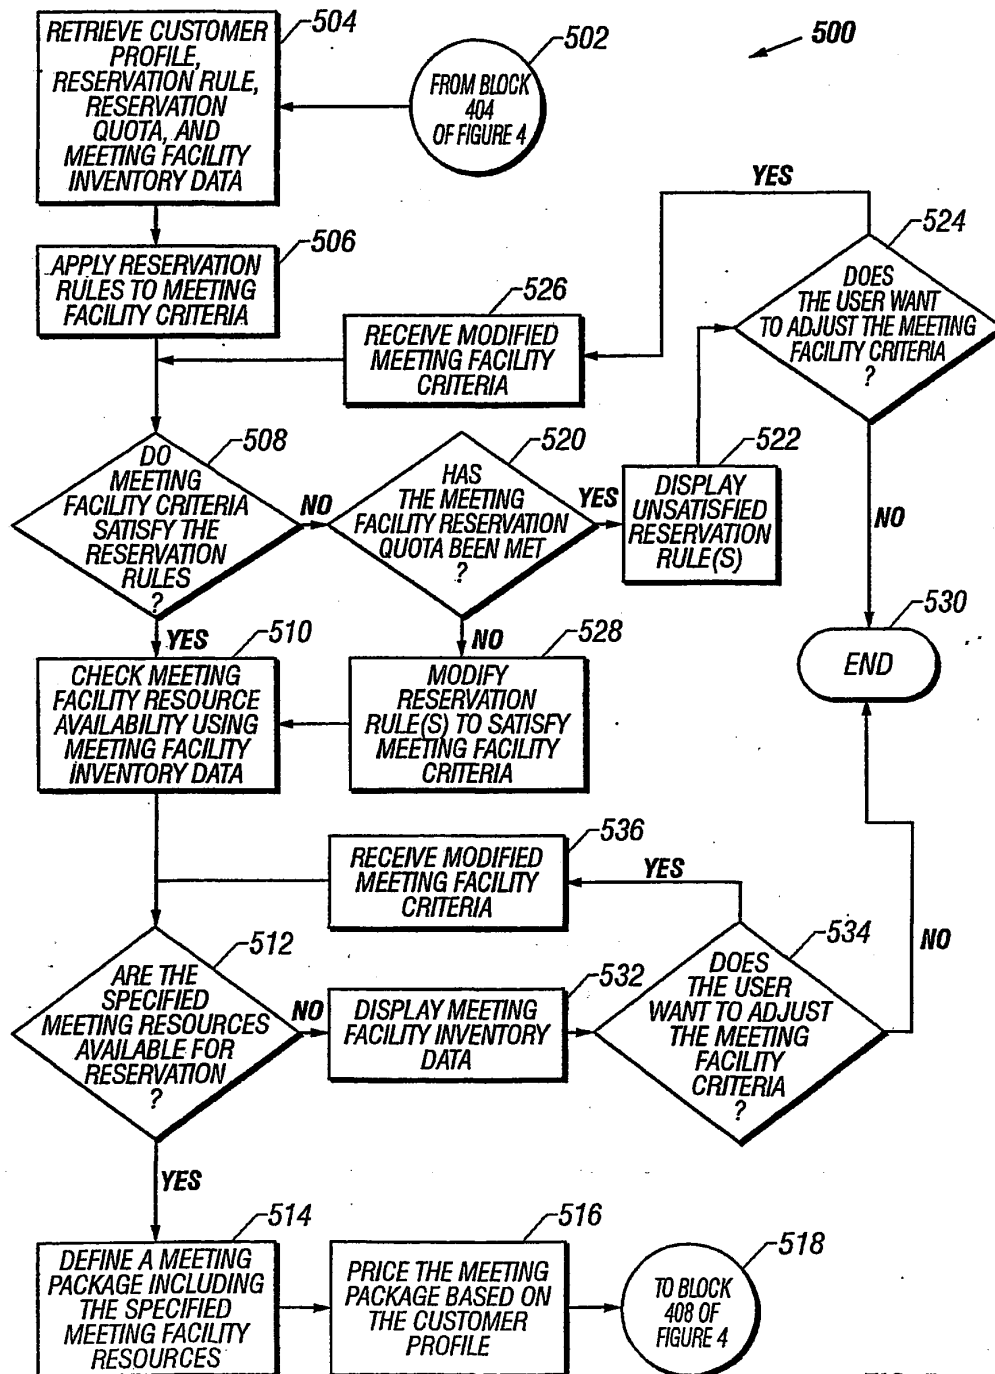 500
504
RETRIEVE CUSTOMER
PROFILE,
RESERVATION RULE,
RESERVATION
QUOTA, AND
MEETING FACILITY
INVENTORY DATA
502
FROM BLOCK
404
OF FIGURE 4
506
APPLY RESERVATION
RULES TO MEETING
FACILITY CRITERIA
526
RECEIVE MODIFIED
MEETING FACILITY
CRITERIA
YES
524
DOES
THE USER WANT
TO ADJUST THE MEETING
FACILITY CRITERIA
?
NO
508
DO
MEETING
FACILITY CRITERIA
SATISFY THE
RESERVATION
RULES
?
NO
520
HAS
THE MEETING
FACILITY RESERVATION
QUOTA BEEN MET
?
YES
522
DISPLAY
UNSATISFIED
RESERVATION
RULE(S)
530
END
YES
510
CHECK MEETING
FACILITY RESOURCE
AVAILABILITY USING
MEETING FACILITY
INVENTORY DATA
NO
528
MODIFY
RESERVATION
RULE(S) TO SATISFY
MEETING FACILITY
CRITERIA
536
RECEIVE MODIFIED
MEETING FACILITY
CRITERIA
YES
512
ARE THE
SPECIFIED
MEETING RESOURCES
AVAILABLE FOR
RESERVATION
?
NO
532
DISPLAY MEETING
FACILITY INVENTORY
DATA
534
DOES
THE USER
WANT TO ADJUST
THE MEETING
FACILITY
CRITERIA
?
NO
YES
514
DEFINE A MEETING
PACKAGE INCLUDING
THE SPECIFIED
MEETING FACILITY
RESOURCES
516
PRICE THE MEETING
PACKAGE BASED ON
THE CUSTOMER
PROFILE
518
TO BLOCK
408 OF
FIGURE 4